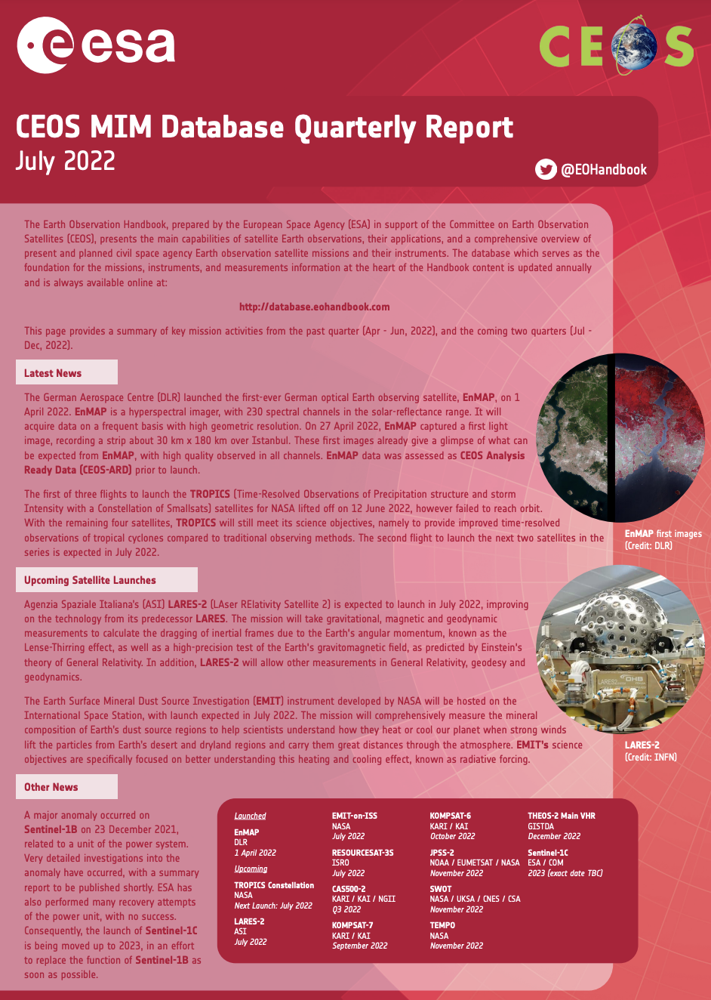 esa
CEOS
CEOS MIM Database Quarterly Report
July 2022
@EOHandbook
The Earth Observation Handbook, prepared by the European Space Agency (ESA) in support of the Committee on Earth Observation
Satellites (CEOS), presents the main capabilities of satellite Earth observations, their applications, and a comprehensive overview of
present and planned civil space agency Earth observation satellite missions and their instruments. The database which serves as the
foundation for the missions, instruments, and measurements information at the heart of the Handbook content is updated annually
and is always available online at:
http://database.eohandbook.com
This page provides a summary of key mission activities from the past quarter (Apr - Jun, 2022), and the coming two quarters (Jul -
Dec, 2022).
Latest News
The German Aerospace Centre (DLR) launched the first-ever German optical Earth observing satellite, EnMAP, on 1
April 2022. EnMAP is a hyperspectral imager, with 230 spectral channels in the solar-reflectance range. It will
acquire data on a frequent basis with high geometric resolution. On 27 April 2022, EnMAP captured a first light
image, recording a strip about 30 km x 180 km over Istanbul. These first images already give a glimpse of what can
be expected from EnMAP, with high quality observed in all channels. EnMAP data was assessed as CEOS Analysis
Ready Data (CEOS-ARD) prior to launch.
The first of three flights to launch the TROPICS (Time-Resolved Observations of Precipitation structure and storm
Intensity with a Constellation of Smallsats) satellites for NASA lifted off on 12 June 2022, however failed to reach orbit.
With the remaining four satellites, TROPICS will still meet its science objectives, namely to provide improved time-resolved
observations of tropical cyclones compared to traditional observing methods. The second flight to launch the next two satellites in the
series is expected in July 2022.
EnMAP first images
(Credit: DLR)
Upcoming Satellite Launches
Agenzia Spaziale Italiana's (ASI) LARES-2 (LAser RElativity Satellite 2) is expected to launch in July 2022, improving
on the technology from its predecessor LARES. The mission will take gravitational, magnetic and geodynamic
measurements to calculate the dragging of inertial frames due to the Earth's angular momentum, known as the
Lense-Thirring effect, as well as a high-precision test of the Earth's gravitomagnetic field, as predicted by Einstein's
theory of General Relativity. In addition, LARES-2 will allow other measurements in General Relativity, geodesy and
geodynamics.
The Earth Surface Mineral Dust Source Investigation (EMIT) instrument developed by NASA will be hosted on the
International Space Station, with launch expected in July 2022. The mission will comprehensively measure the mineral
composition of Earth's dust source regions to help scientists understand how they heat or cool our planet when strong winds
lift the particles from Earth's desert and dryland regions and carry them great distances through the atmosphere. EMIT's science
objectives are specifically focused on better understanding this heating and cooling effect, known as radiative forcing.
LARES2
OHB
LARES-2
(Credit: INFN)
Other News
A major anomaly occurred on
Sentinel-1B on 23 December 2021,
related to a unit of the power system.
Very detailed investigations into the
anomaly have occurred, with a summary
report to be published shortly. ESA has
also performed many recovery attempts
of the power unit, with no success.
Consequently, the launch of Sentinel-1C
is being moved up to 2023, in an effort
to replace the function of Sentinel-1B as
soon as possible.
Launched
EnMAP
DLR
1 April 2022
Upcoming
TROPICS Constellation
NASA
Next Launch: July 2022
LARES-2
ASI
July 2022
EMIT-on-ISS
NASA
July 2022
RESOURCESAT-3S
ISRO
July 2022
CAS500-2
KARI / KAI / NGII
Q3 2022
KOMPSAT-7
KARI / KAI
September 2022
KOMPSAT-6
KARI / KAI
October 2022
JPSS-2
NOAA / EUMETSAT / NASA
November 2022
SWOT
NASA / UKSA / CNES / CSA
November 2022
TEMPO
NASA
November 2022
THEOS-2 Main VHR
GISTDA
December 2022
Sentinel-1C
ESA / COM
2023 (exact date TBC)